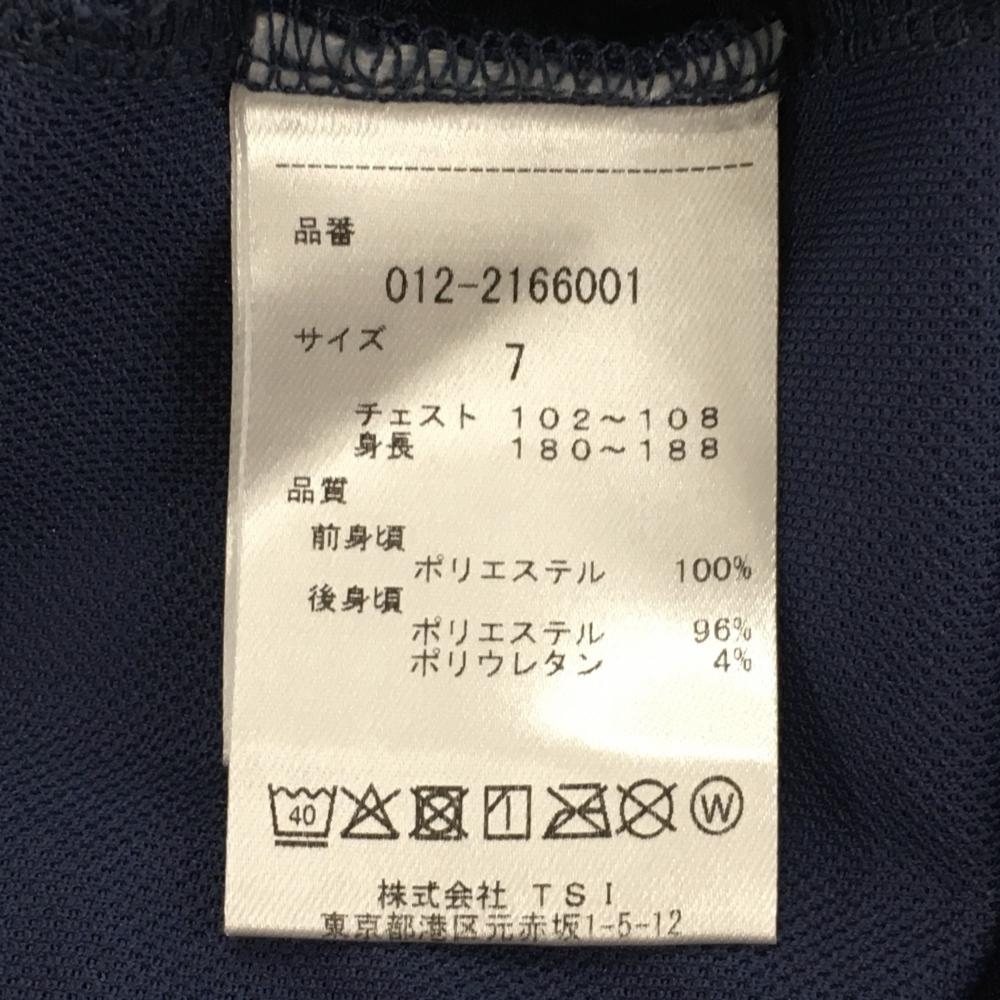 品番
012-2166001
サイズ
7
チェスト 102～108
身長 180～188
品質
前身頃
ポリエステル 100%
後身頃
ポリエステル 96%
ポリウレタン 4%
40 W
株式会社 TSI
東京都港区元赤坂1-5-12